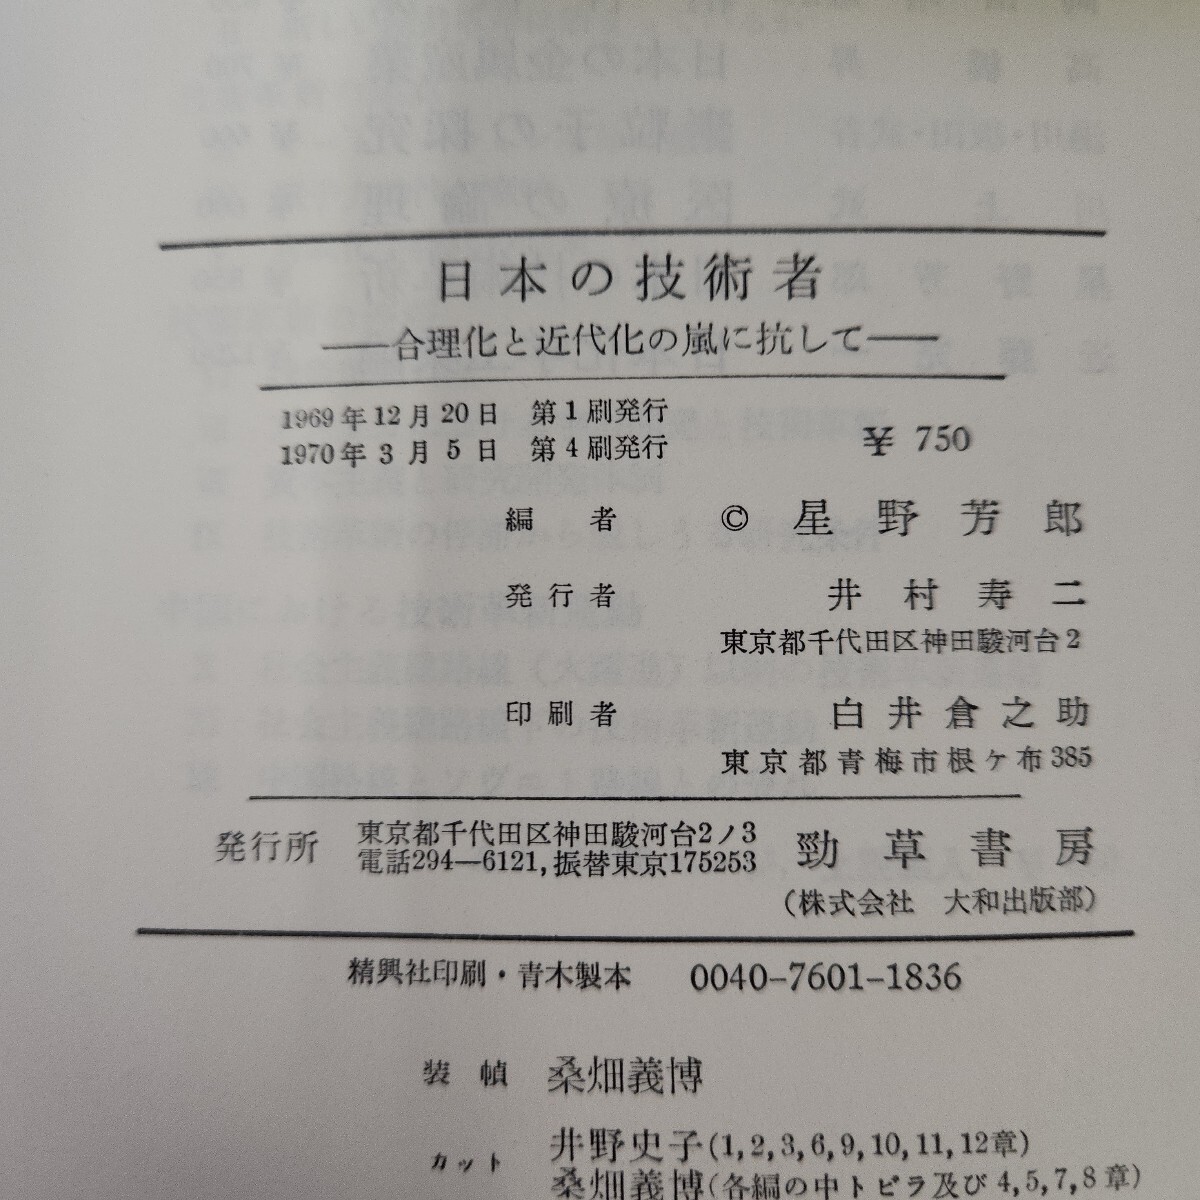 日本の技術者
——合理化と近代化の嵐に抗して——
1969年12月20日 第1刷発行
1970年3月5日 第4刷発行
¥ 750
編者 © 星野芳郎
発行者 井村寿二
東京都千代田区神田駿河台2
印刷者 白井倉之助
東京都青梅市根ヶ布385
発行所 東京都千代田区神田駿河台2ノ3
電話294—6121, 振替東京175253
勁草書房
(株式会社 大和出版部)
精興社印刷・青木製本 0040-7601-1836
装幀 桑畑義博
カット 井野史子(1,2,3,6,9,10,11,12章)
桑畑義博(各編の中トビラ及び4,5,7,8章)